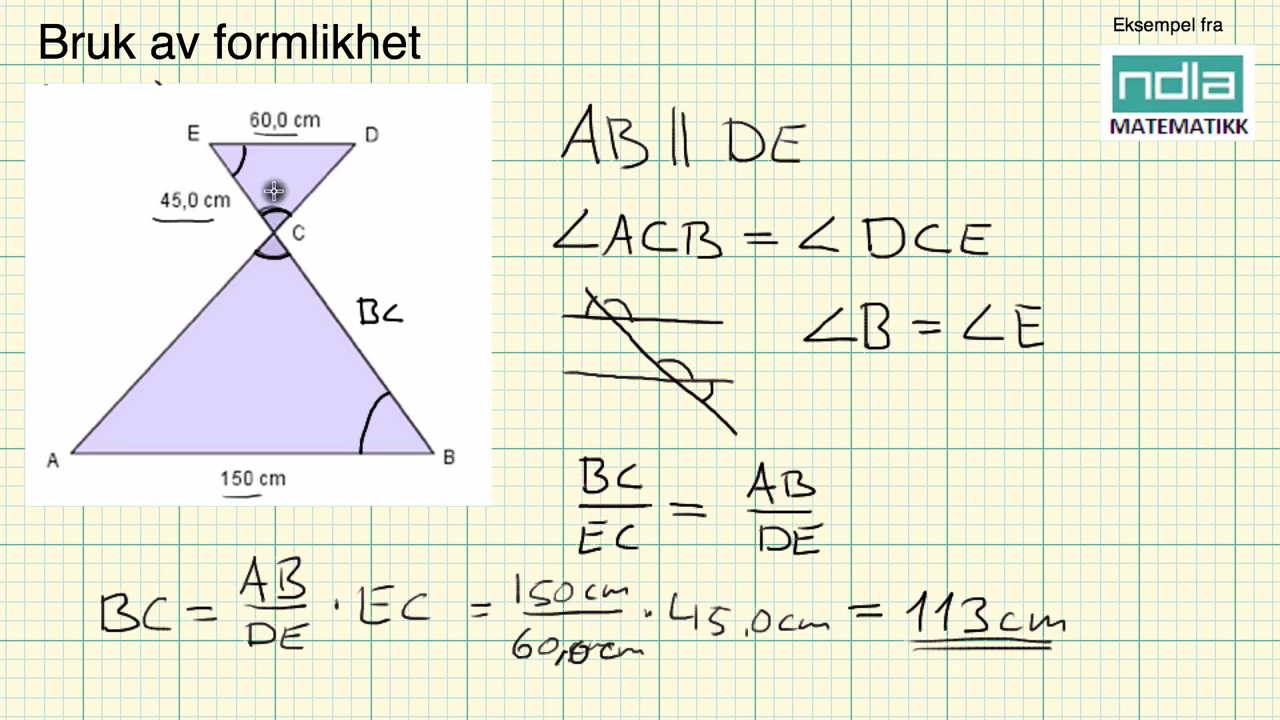 Bruk av formlikhet
Eksempel fra
ndla
MATEMATIKK
60,0 cm
E
D
45,0 cm
C
BC
A
B
150 cm
AB || DE
∠ACB = ∠DCE
∠B = ∠E
BC/EC = AB/DE
BC = AB/DE · EC = 150 cm/60,0 cm · 45,0 cm = 113 cm